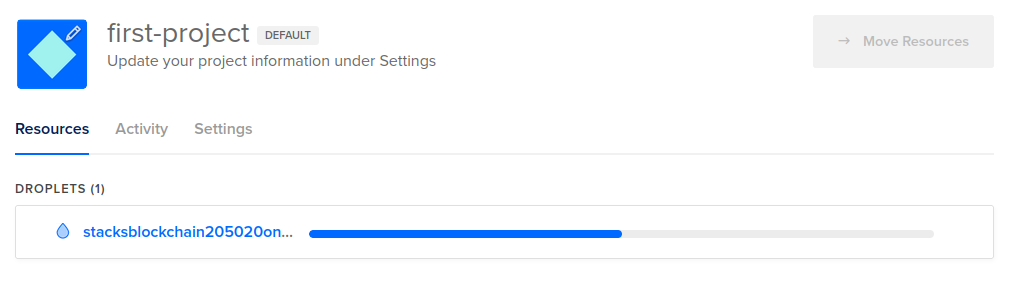 first-project DEFAULT
Update your project information under Settings
→ Move Resources
Resources Activity Settings
DROPLETS (1)
stacksblockchain205020on...